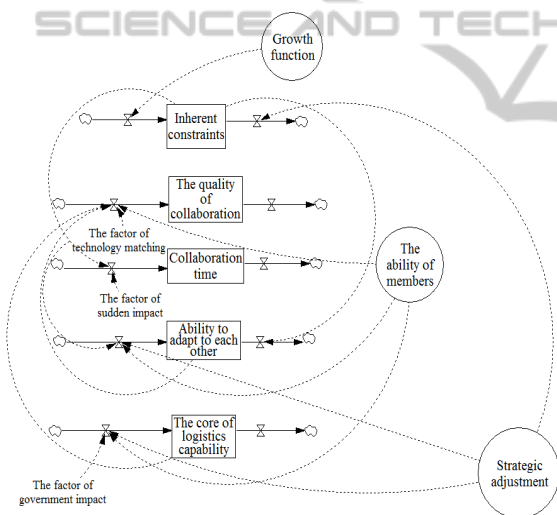 SCIENCE AND TECH
Growth
function
Inherent
constraints
The quality
of
collaboration
The factor of
technology matching
Collaboration
time
The
ability of
members
The factor of
sudden impact
Ability to
adapt to each
other
The core of
logistics
capability
Strategic
adjustment
The factor of
government impact